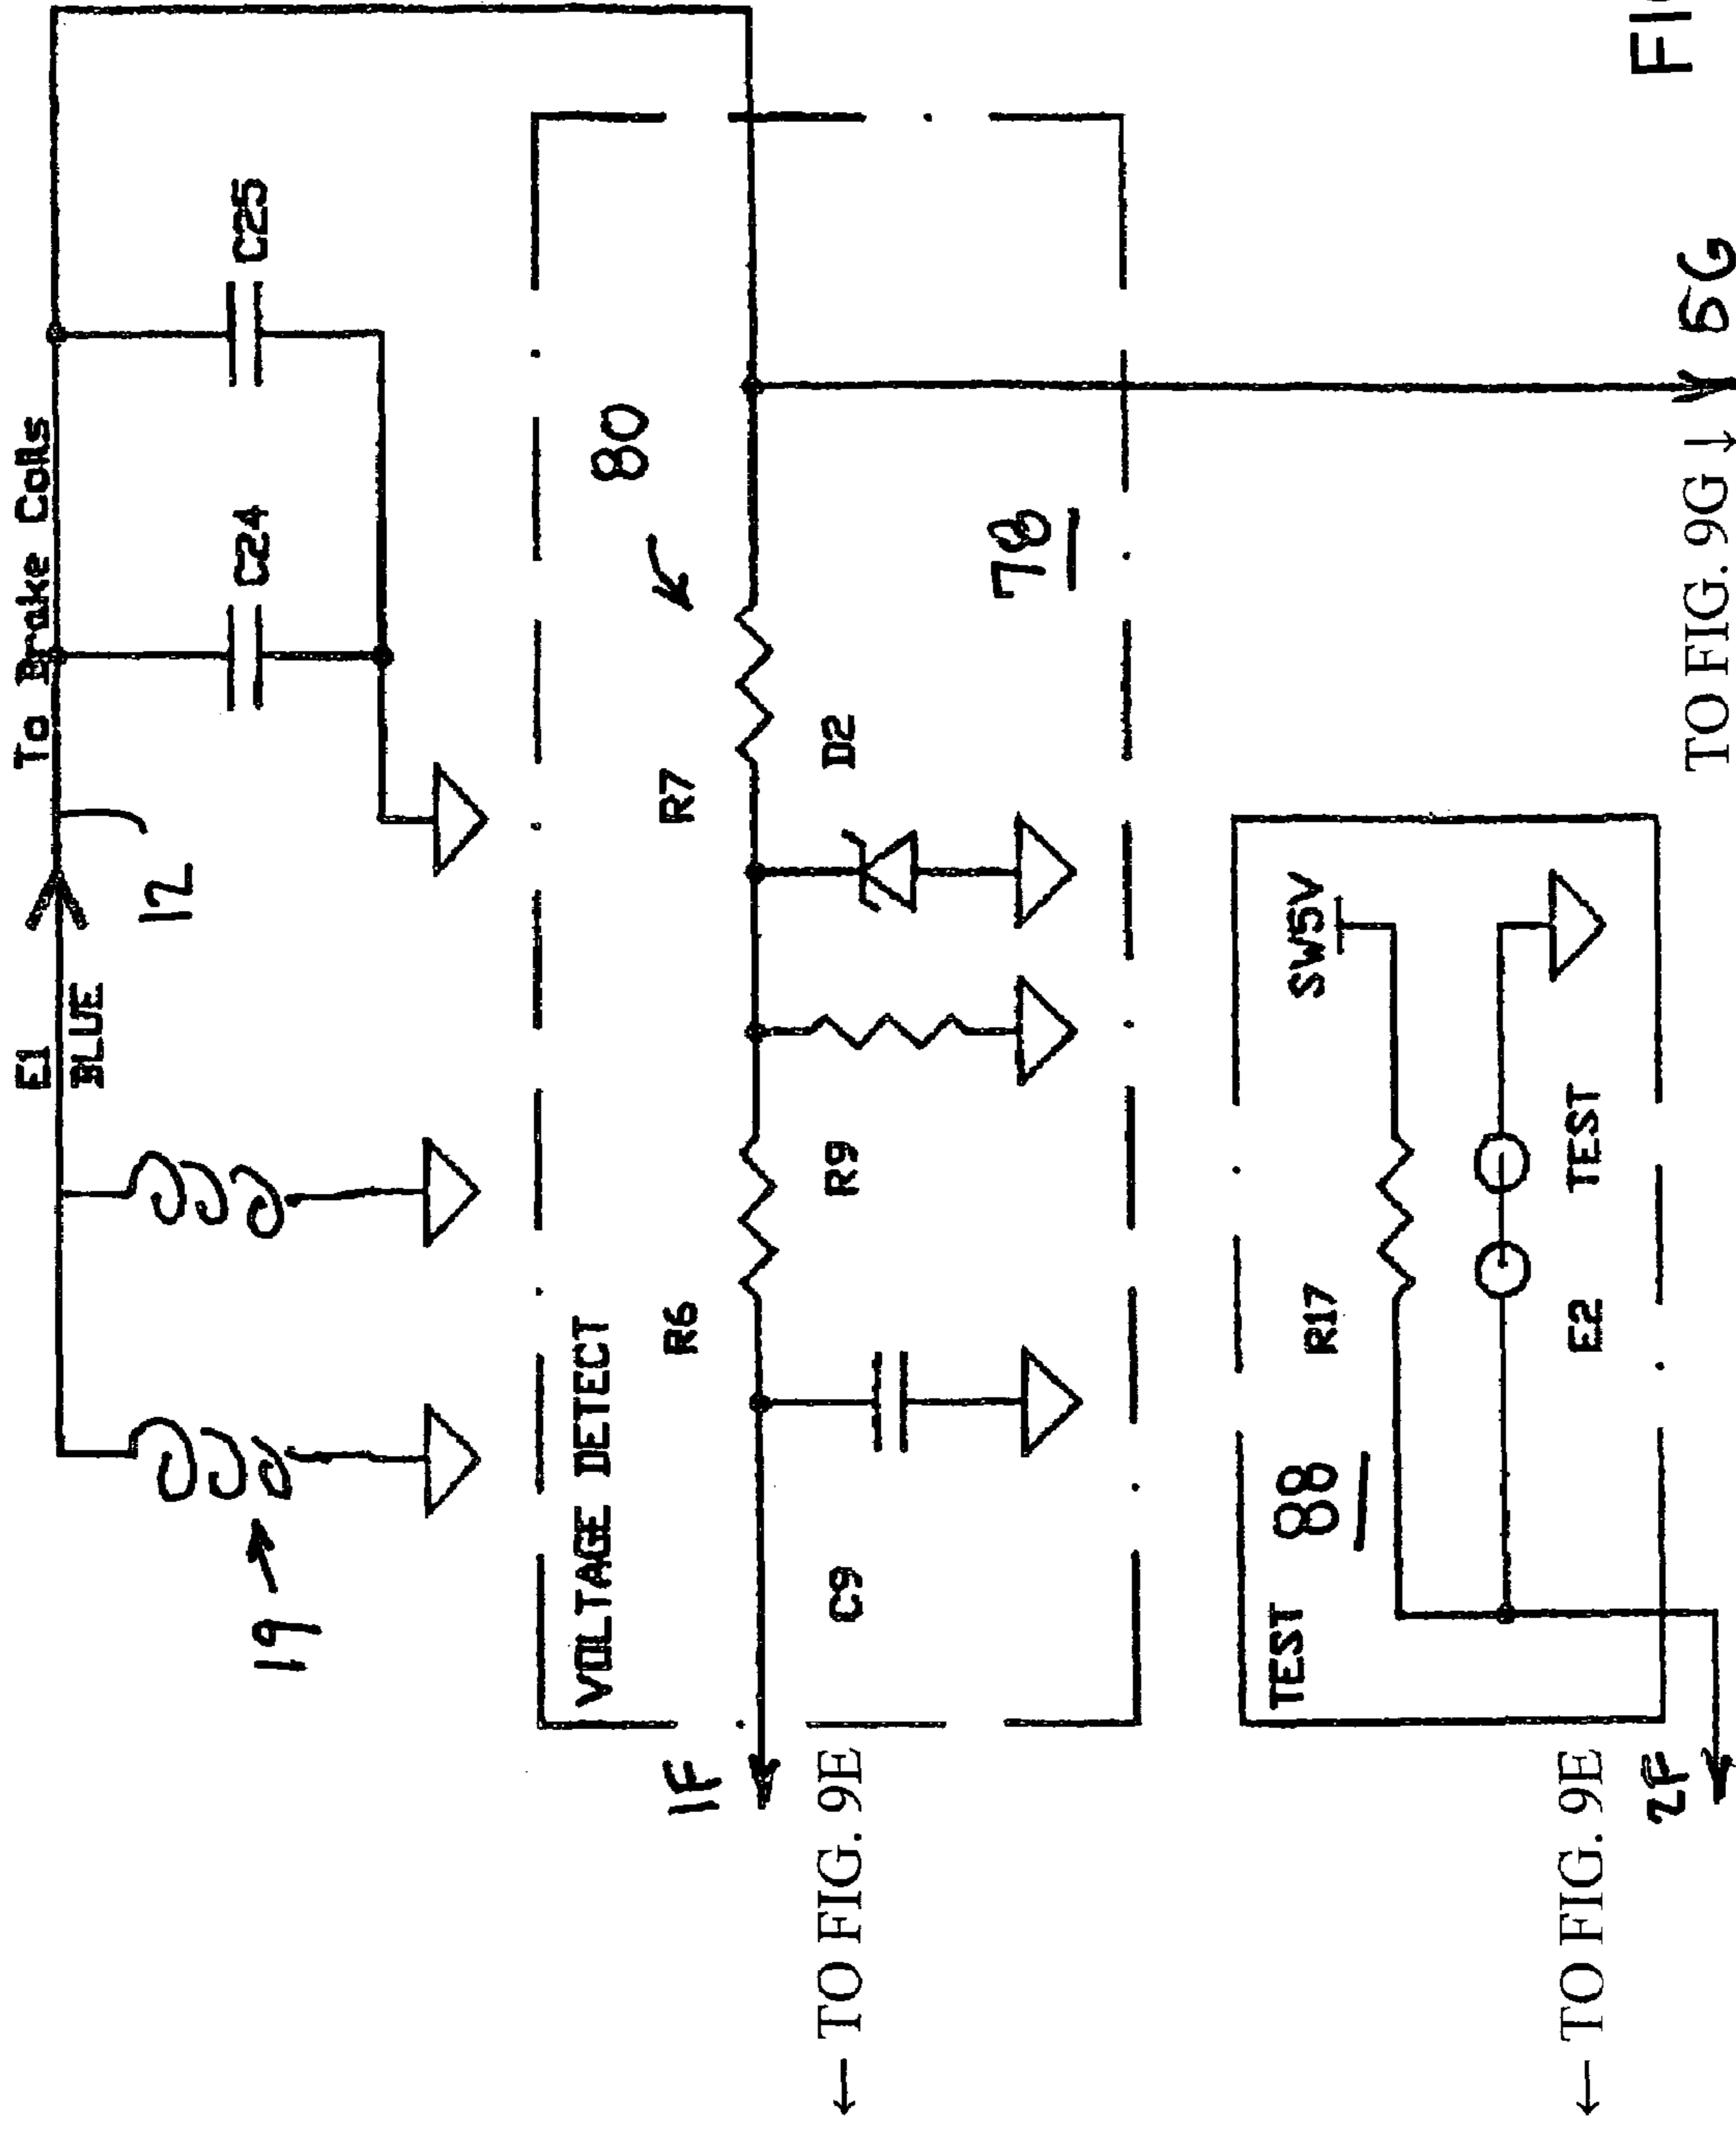 To Brake Coils
E1
BLUE
12
19
C24
C25
VOLTAGE DETECT
80
R6
R7
1F
← TO FIG. 9E
C9
R9
D2
78
TEST
88
R17
SW5V
E2
TEST
← TO FIG. 9E
2F
TO FIG. 9G ↓
5G